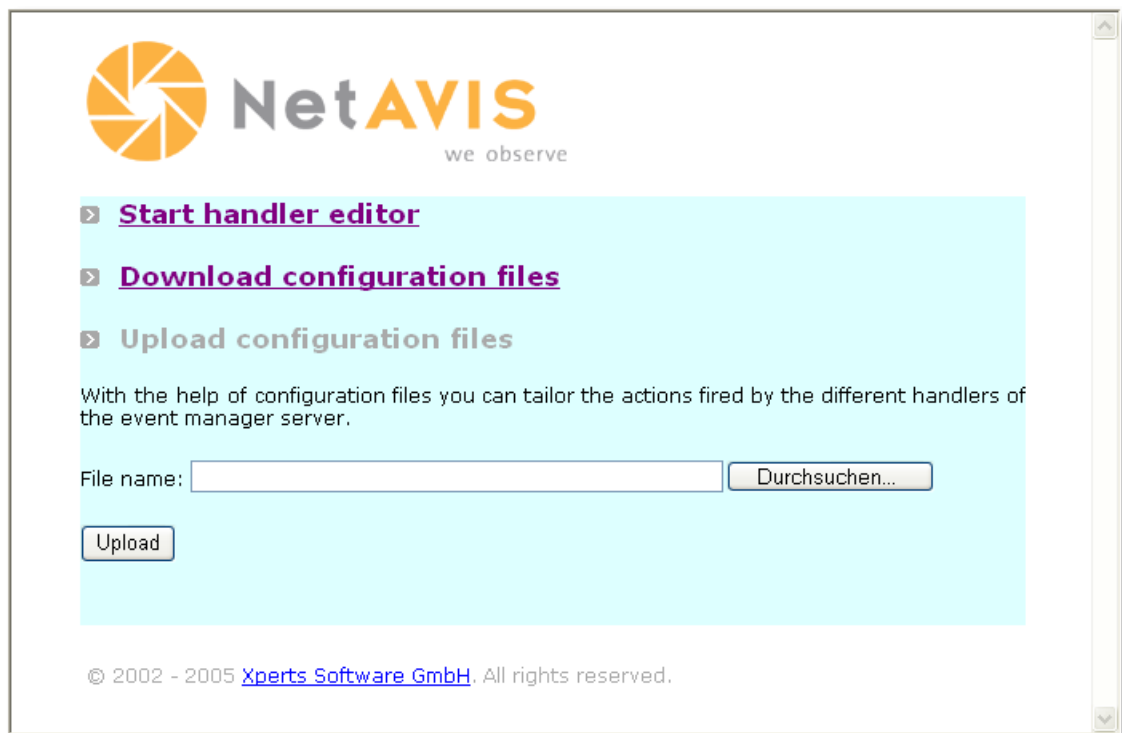 NetAVIS
we observe
Start handler editor
Download configuration files
Upload configuration files
With the help of configuration files you can tailor the actions fired by the different handlers of
the event manager server.
File name: Durchsuchen...
Upload
© 2002 - 2005 Xperts Software GmbH. All rights reserved.